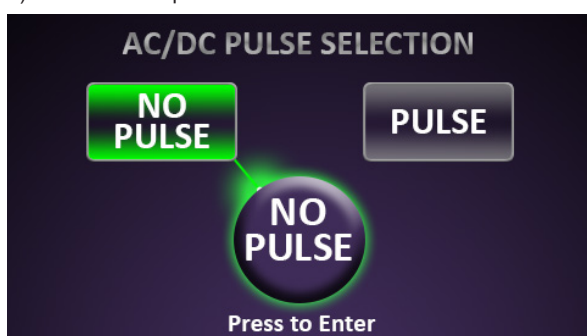 AC/DC PULSE SELECTION
NO
PULSE
PULSE
NO
PULSE
Press to Enter